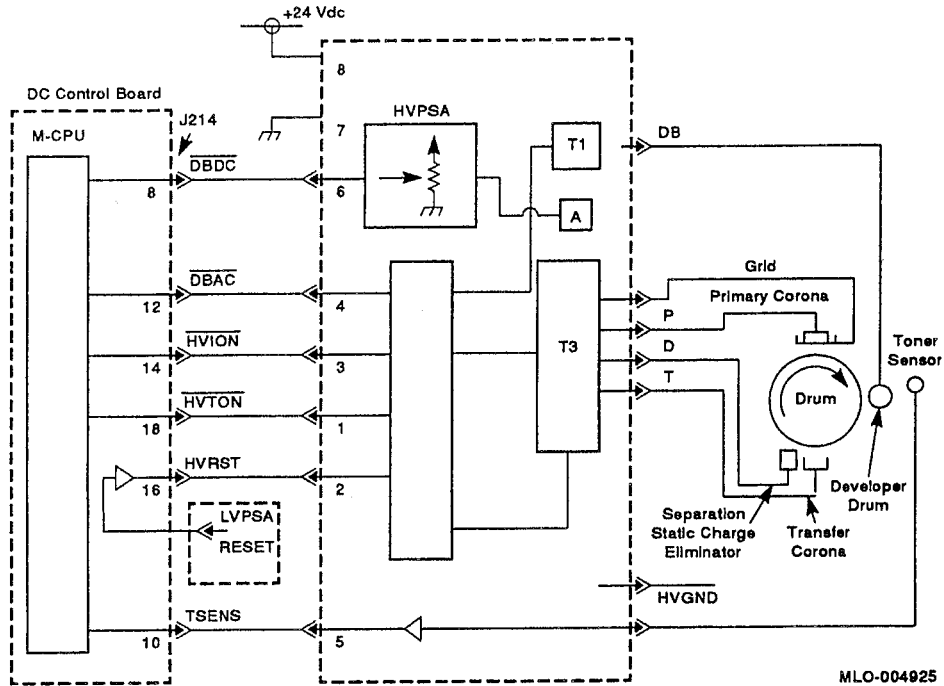 +24 Vdc
DC Control Board
M-CPU
J214
8
7
HVPSA
T1
DB
DBDC
8
6
A
DBAC
12
4
Grid
Primary Corona
P
HVION
14
3
T3
D
Toner
Sensor
T
Drum
HVTON
18
1
HVRST
16
2
LVPSA
RESET
Developer
Drum
Separation
Static Charge
Eliminator
Transfer
Corona
HVGND
TSENS
10
5
MLO-004925